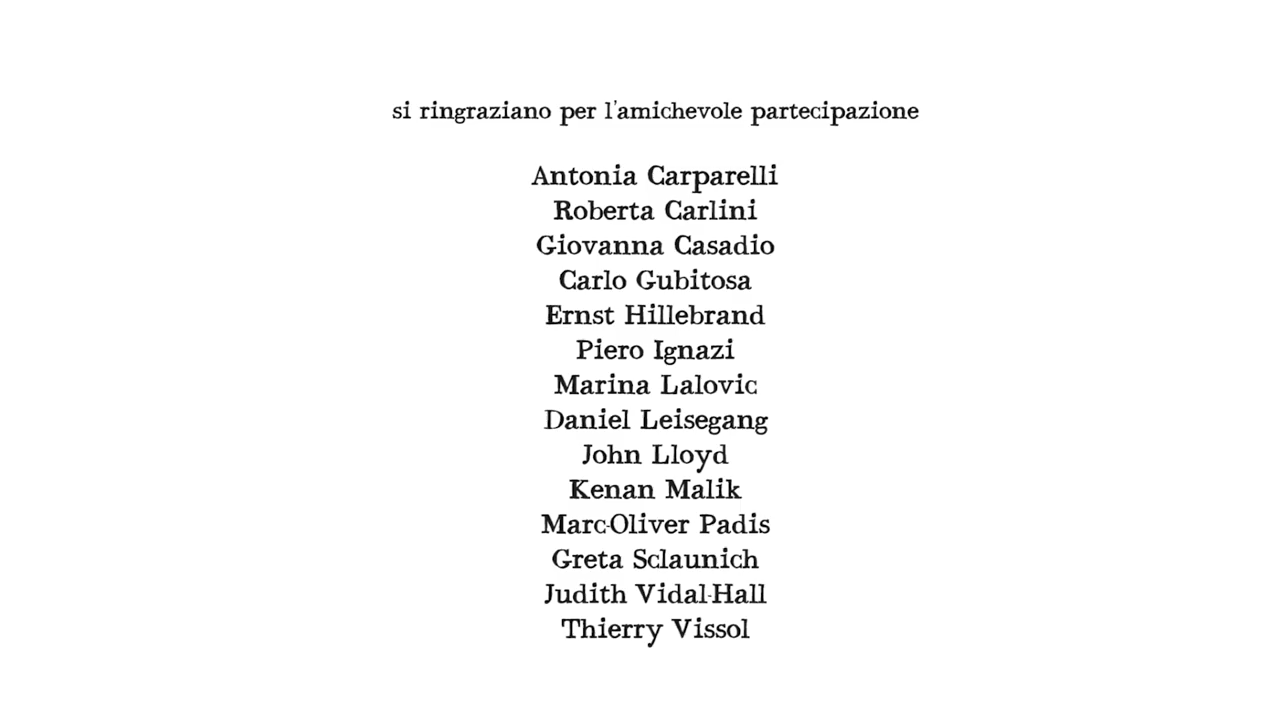 si ringraziano per l'amichevole partecipazione
Antonia Carparelli
Roberta Carlini
Giovanna Casadio
Carlo Gubitosa
Ernst Hillebrand
Piero Ignazi
Marina Lalovic
Daniel Leisegang
John Lloyd
Kenan Malik
Marc-Oliver Padis
Greta Sclaunich
Judith Vidal-Hall
Thierry Vissol